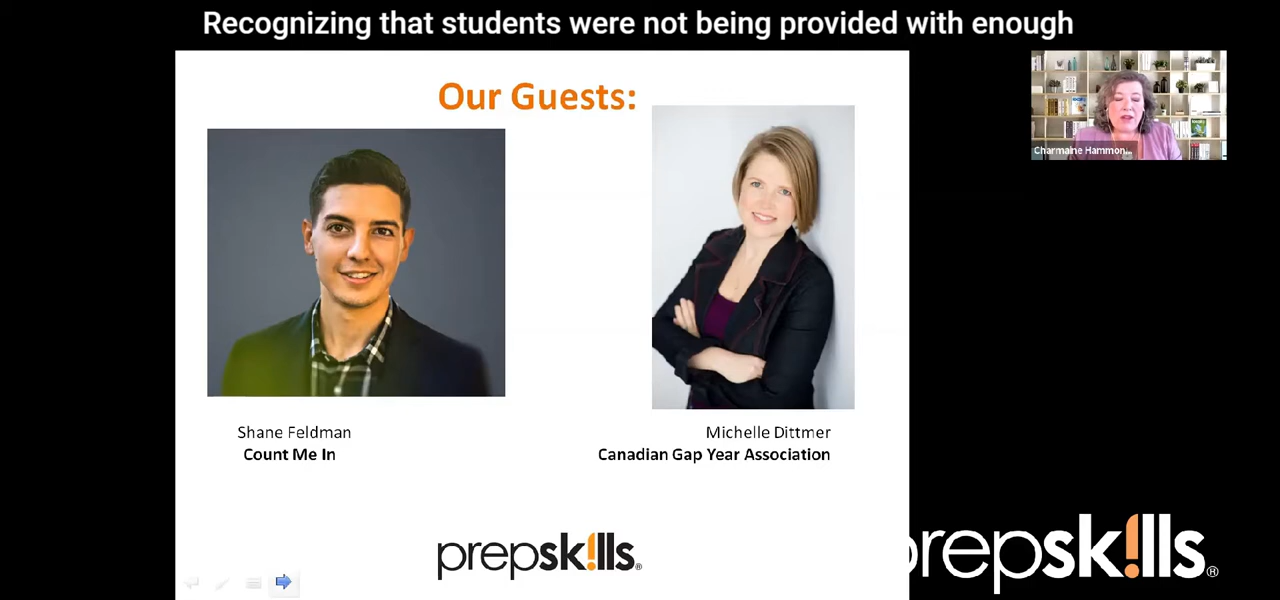 Recognizing that students were not being provided with enough
Our Guests:
Charmaine Hammon...
Shane Feldman
Count Me In
Michelle Dittmer
Canadian Gap Year Association
prepsk!lls®
prepsk!lls®